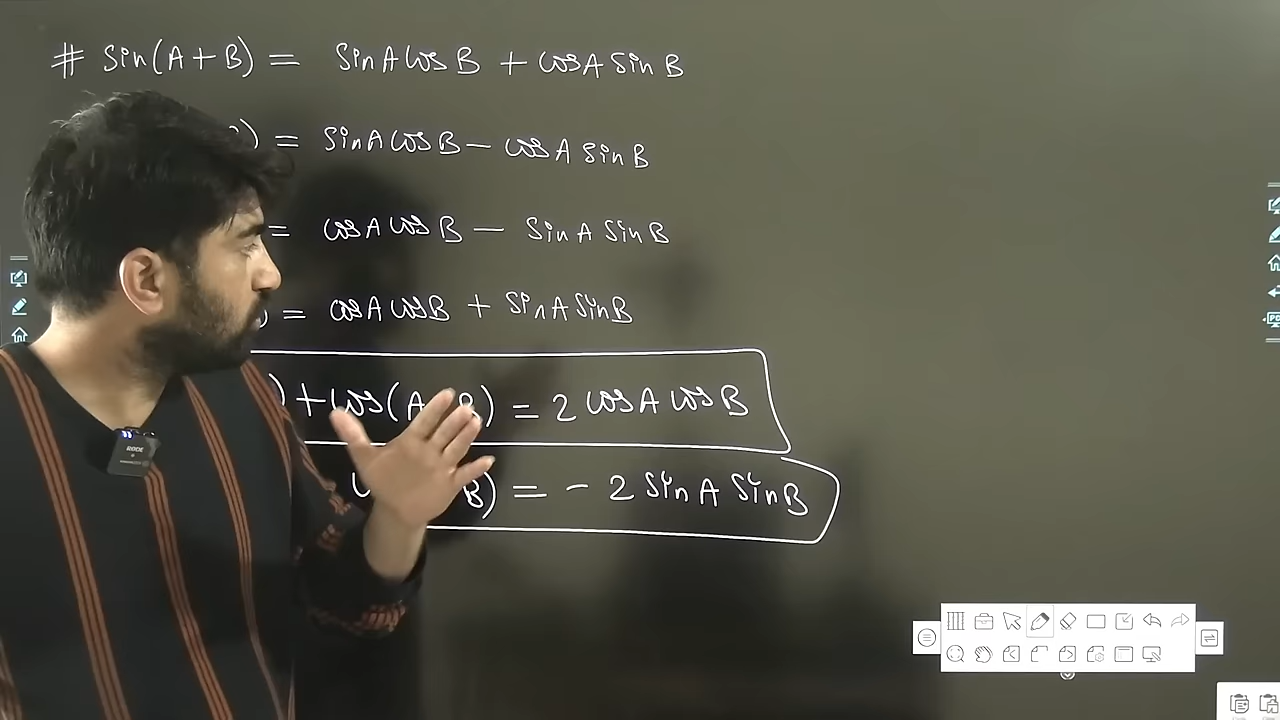 # Sin(A+B) = SinA CosB + CosA SinB
) = SinA CosB – CosA SinB
= CosA CosB – SinA SinB
) = CosA CosB + SinA SinB
) + Cos(A B) = 2 CosA CosB
B) = - 2 SinA SinB
RODE